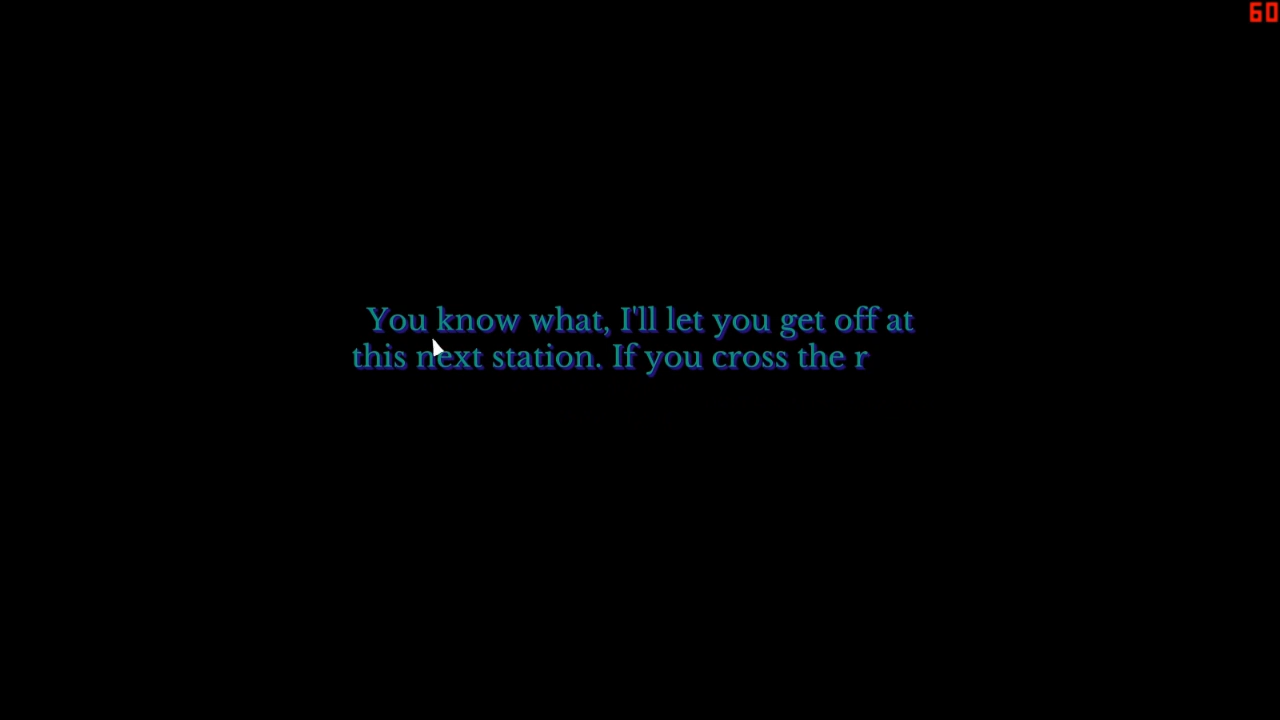 60
You know what, I'll let you get off at
this next station. If you cross the r